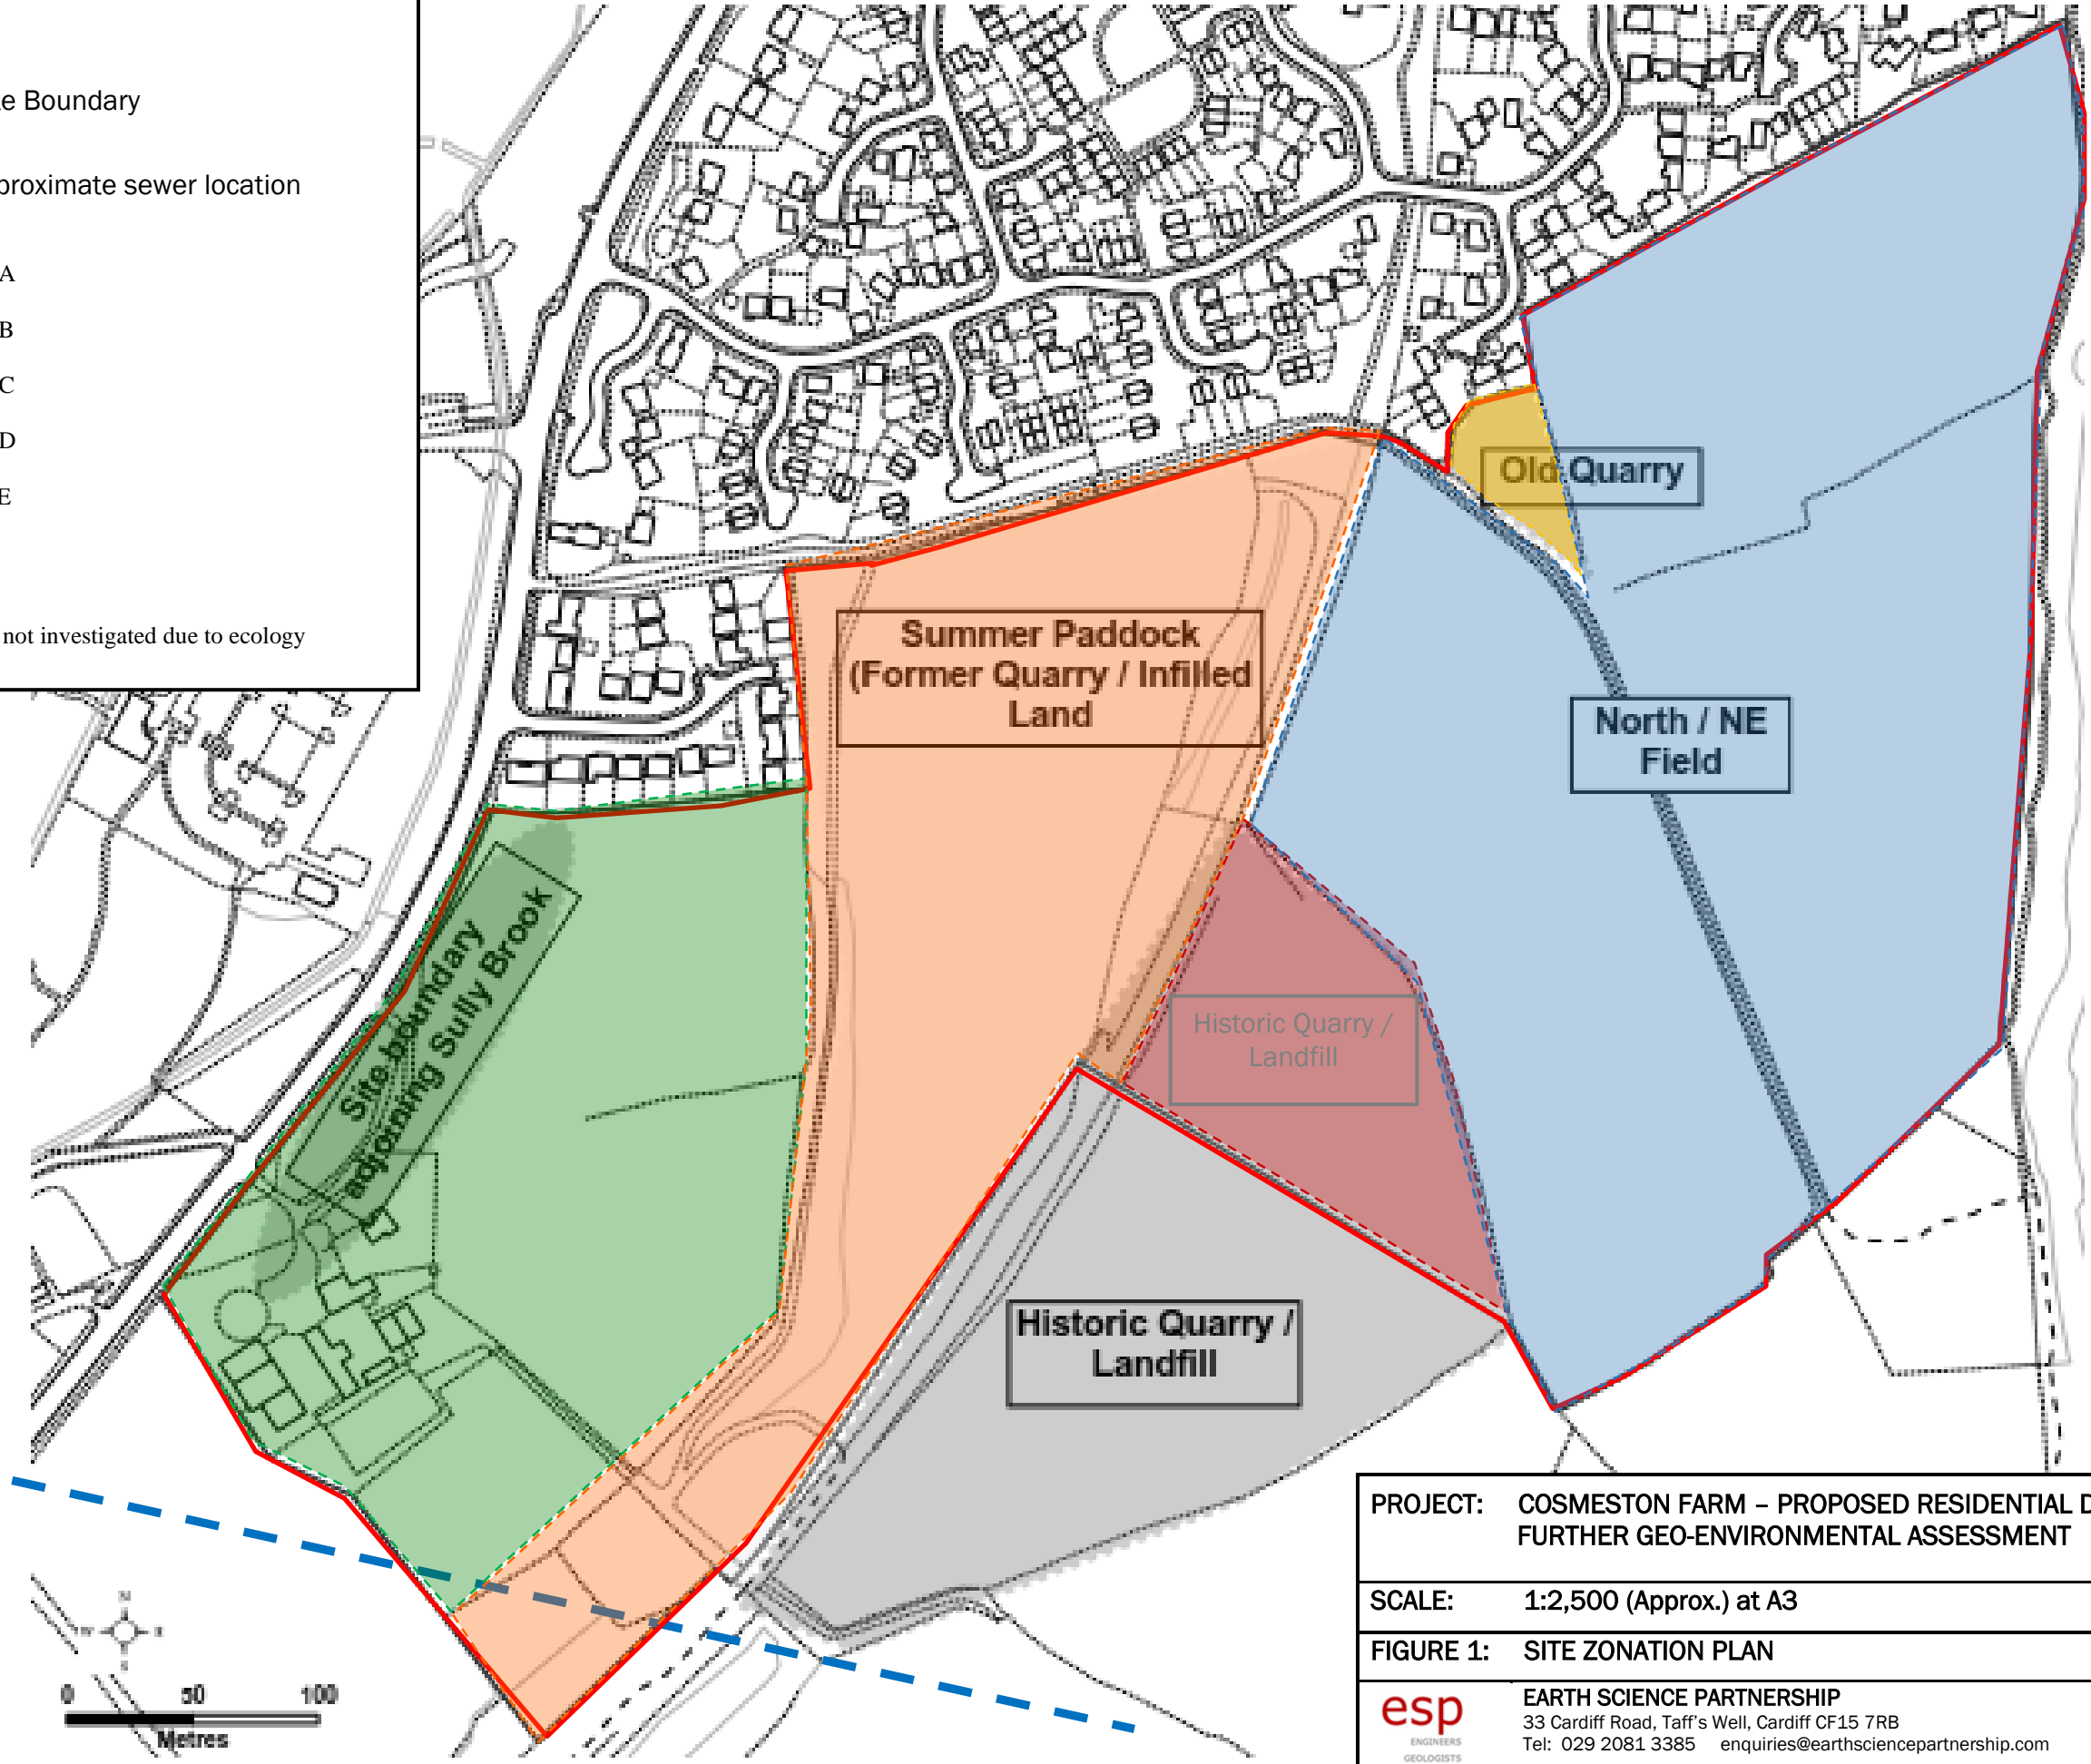 e Boundary
proximate sewer location
A
B
C
D
E
not investigated due to ecology
Old Quarry
Summer Paddock
(Former Quarry / Infilled
Land
North / NE
Field
Site boundary
adjoining Sully Brook
Historic Quarry /
Landfill
Historic Quarry /
Landfill
N
W
E
S
0 50 100
Metres
PROJECT: COSMESTON FARM – PROPOSED RESIDENTIAL D
FURTHER GEO-ENVIRONMENTAL ASSESSMENT
SCALE: 1:2,500 (Approx.) at A3
FIGURE 1: SITE ZONATION PLAN
esp
ENGINEERS
GEOLOGISTS
EARTH SCIENCE PARTNERSHIP
33 Cardiff Road, Taff's Well, Cardiff CF15 7RB
Tel: 029 2081 3385 enquiries@earthsciencepartnership.com